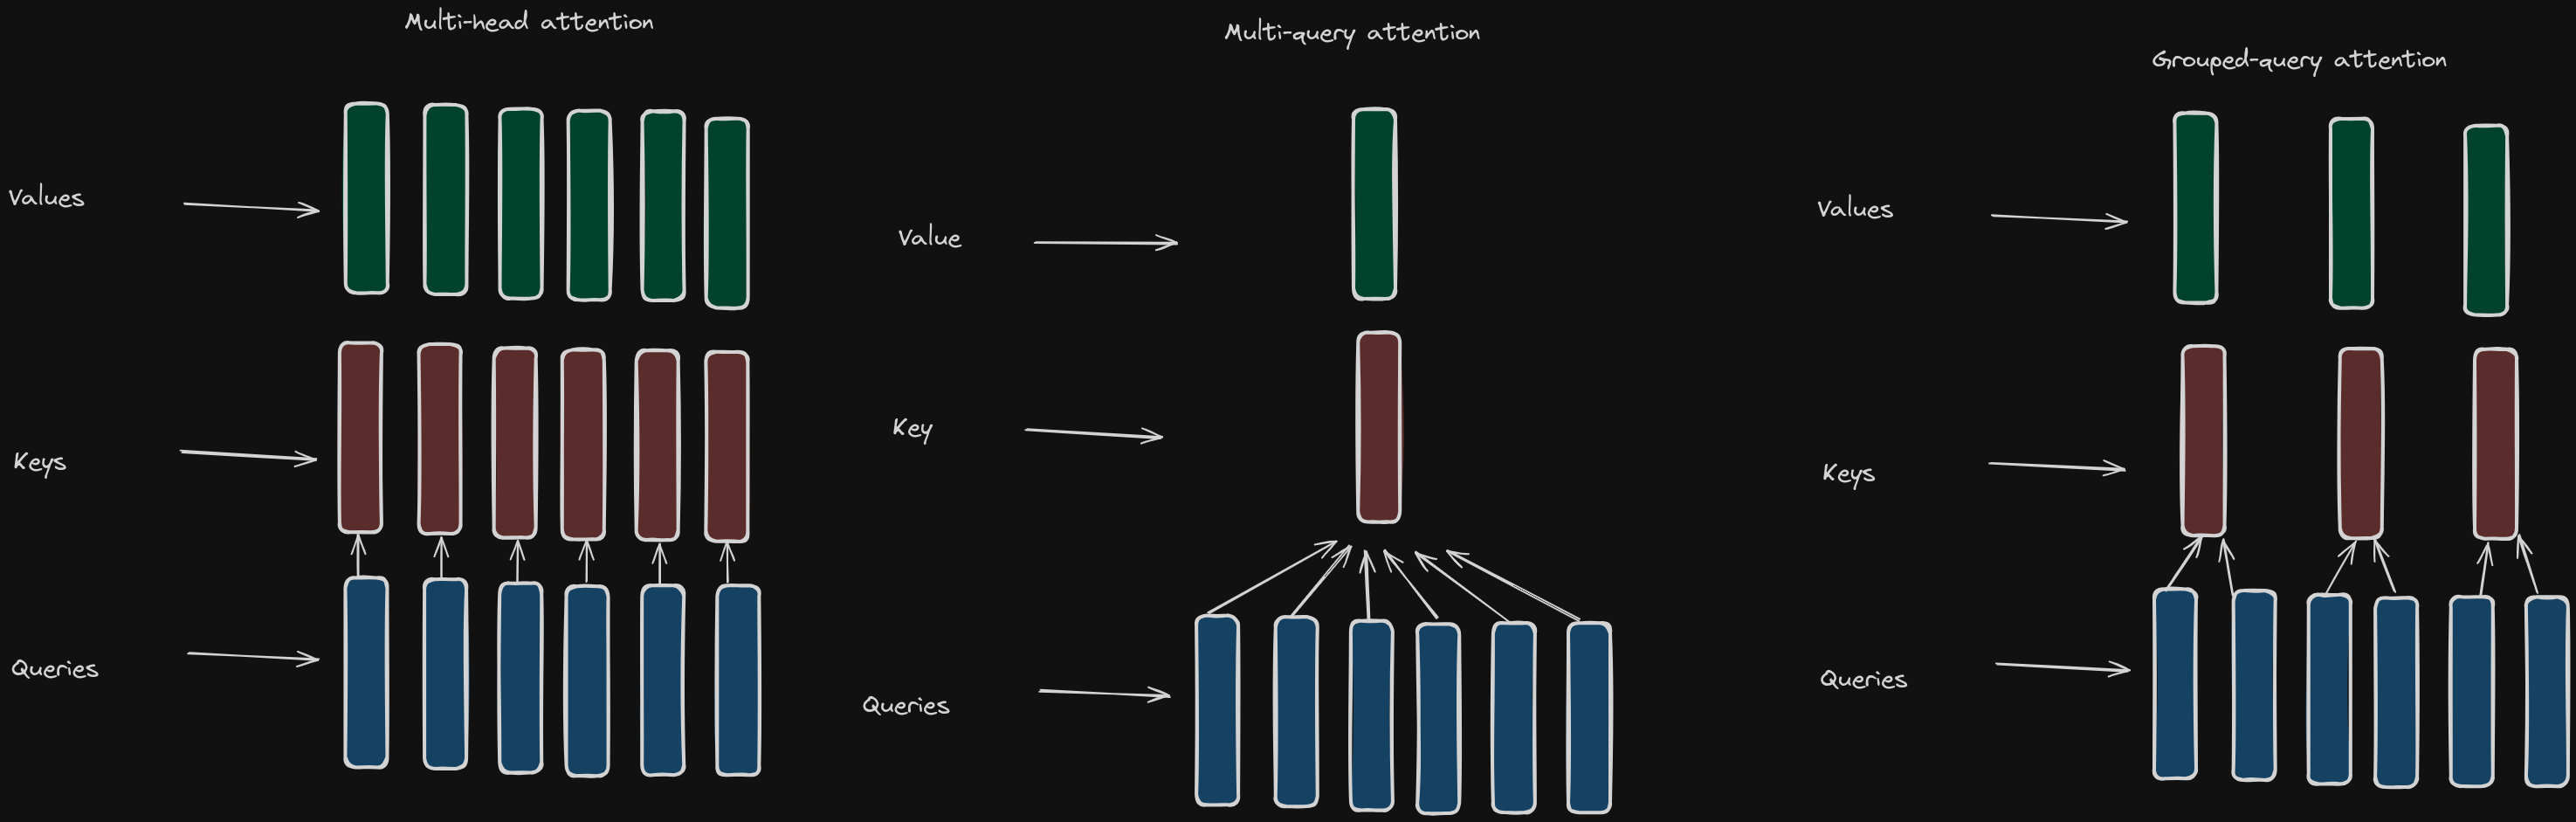 Multi-head attention
Values
Keys
Queries
Multi-query attention
Value
Key
Queries
Grouped-query attention
Values
Keys
Queries